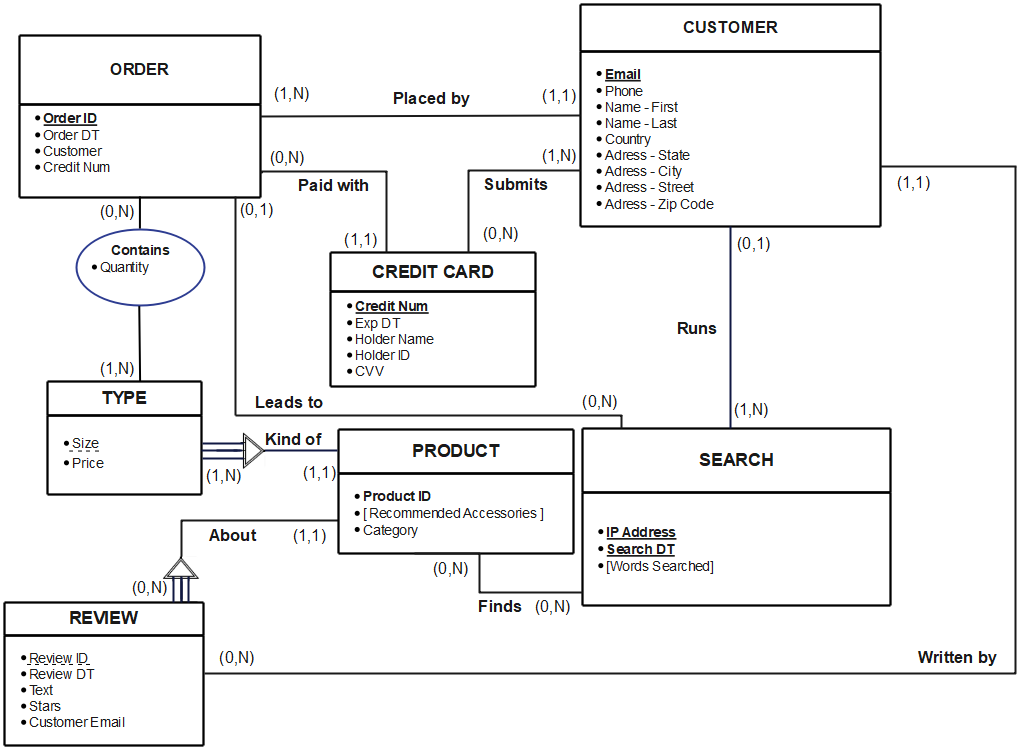 CUSTOMER
• Email
• Phone
• Name - First
• Name - Last
• Country
• Adress - State
• Adress - City
• Adress - Street
• Adress - Zip Code
ORDER
• Order ID
• Order DT
• Customer
• Credit Num
(1,N)
Placed by
(1,1)
(0,N)
Paid with
(1,1)
(1,N)
Submits
(0,N)
(1,1)
(0,N)
(0,1)
Contains
• Quantity
(1,N)
CREDIT CARD
• Credit Num
• Exp DT
• Holder Name
• Holder ID
• CVV
(0,1)
Runs
(1,N)
Leads to
(0,N)
TYPE
• Size
• Price
Kind of
(1,N)
(1,1)
PRODUCT
• Product ID
• [ Recommended Accessories ]
• Category
SEARCH
• IP Address
• Search DT
• [Words Searched]
About
(1,1)
(0,N)
(0,N)
Finds
(0,N)
REVIEW
• Review ID
• Review DT
• Text
• Stars
• Customer Email
(0,N)
Written by